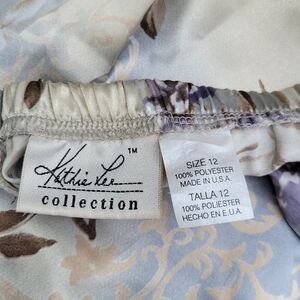 Kathie Lee ™
collection
SIZE 12
100% POLYESTER
MADE IN U.S.A.
TALLA 12
100% POLIESTER
HECHO EN E.U.A.